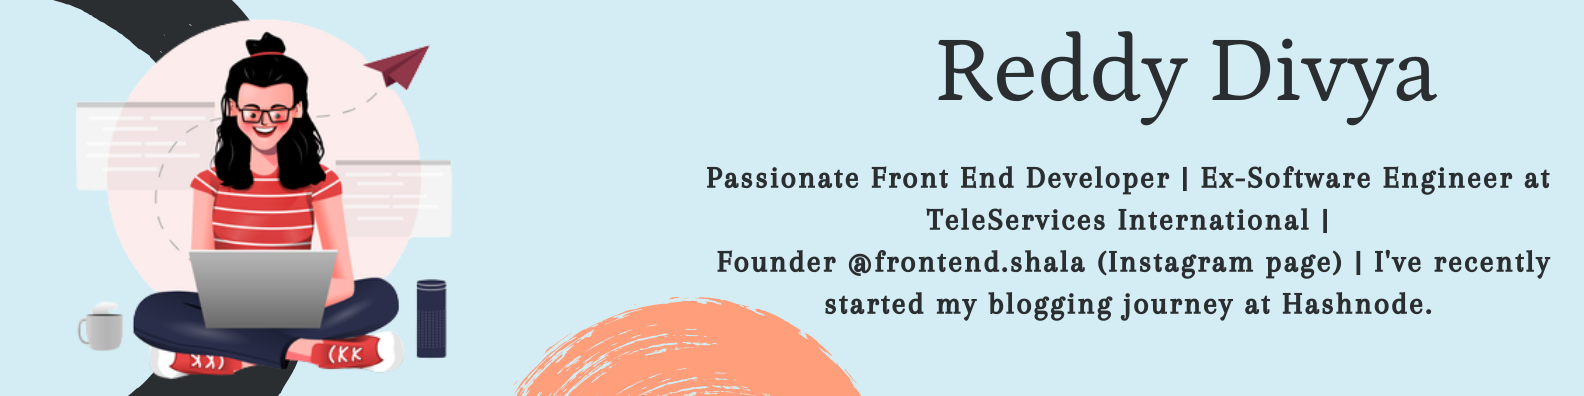 Reddy Divya
Passionate Front End Developer | Ex-Software Engineer at
TeleServices International |
Founder @frontend.shala (Instagram page) | I've recently
started my blogging journey at Hashnode.